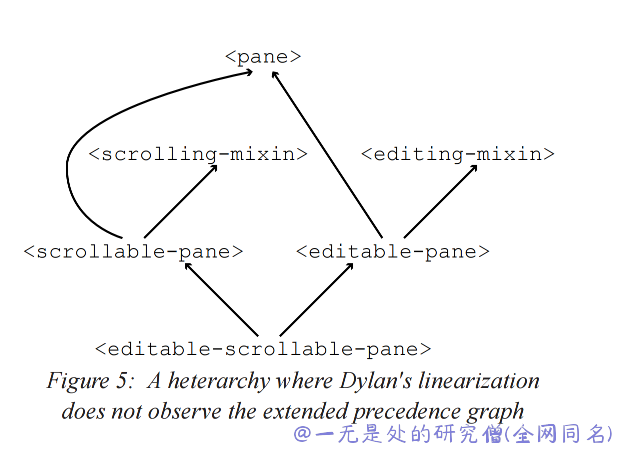 <pane>
<scrolling-mixin> <editing-mixin>
<scrollable-pane> <editable-pane>
<editable-scrollable-pane>
Figure 5: A heterarchy where Dylan's linearization
does not observe the extended precedence graph
@一无是处的研究僧(全网同名)